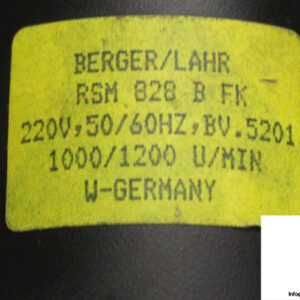 BERGER/LAHR
RSM 828 B FK
220V,50/60HZ,BV.5201
1000/1200 U/MIN
W-GERMANY